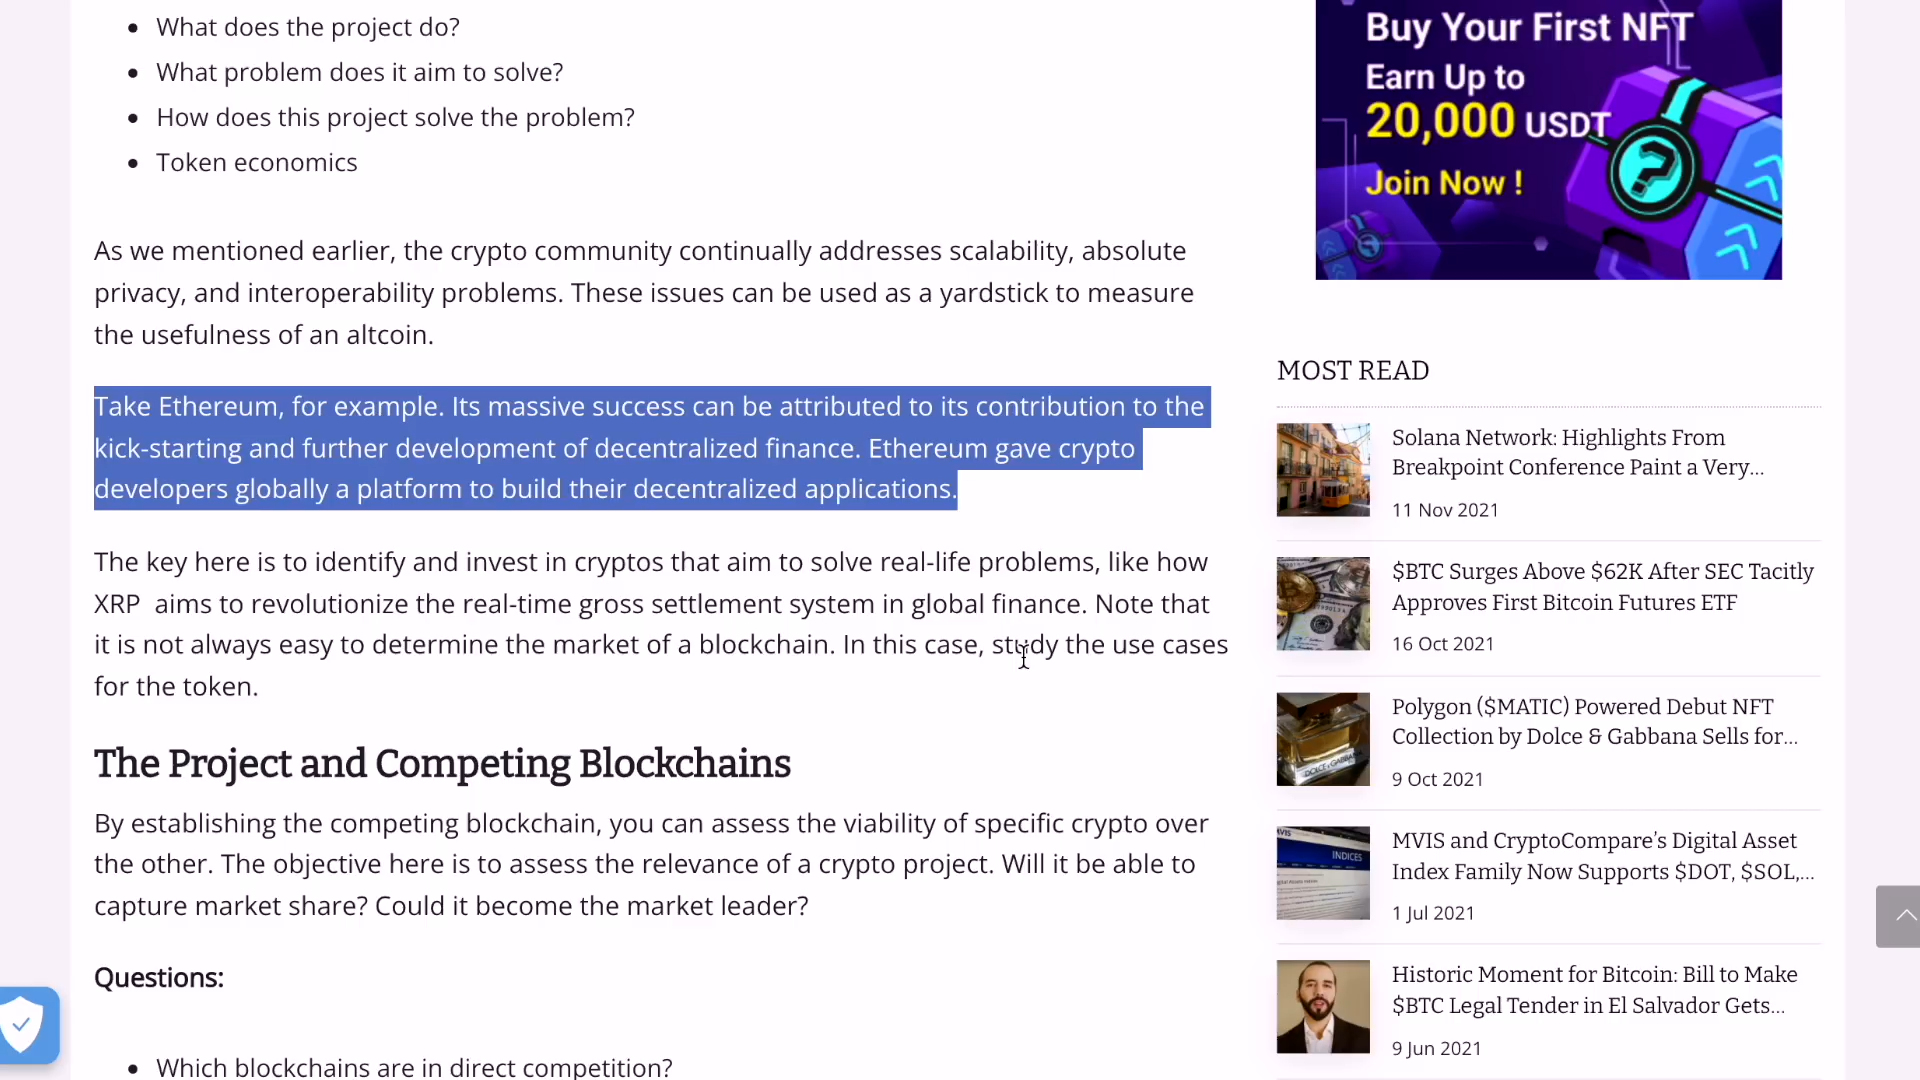 What does the project do?
What problem does it aim to solve?
How does this project solve the problem?
Token economics
As we mentioned earlier, the crypto community continually addresses scalability, absolute
privacy, and interoperability problems. These issues can be used as a yardstick to measure
the usefulness of an altcoin.
Take Ethereum, for example. Its massive success can be attributed to its contribution to the
kick-starting and further development of decentralized finance. Ethereum gave crypto
developers globally a platform to build their decentralized applications.
The key here is to identify and invest in cryptos that aim to solve real-life problems, like how
XRP  aims to revolutionize the real-time gross settlement system in global finance. Note that
it is not always easy to determine the market of a blockchain. In this case, study the use cases
for the token.
The Project and Competing Blockchains
By establishing the competing blockchain, you can assess the viability of specific crypto over
the other. The objective here is to assess the relevance of a crypto project. Will it be able to
capture market share? Could it become the market leader?
Questions:
Which blockchains are in direct competition?
Buy Your First NFT
Earn Up to
20,000 USDT
Join Now !
?
MOST READ
Solana Network: Highlights From
Breakpoint Conference Paint a Very...
11 Nov 2021
$BTC Surges Above $62K After SEC Tacitly
Approves First Bitcoin Futures ETF
16 Oct 2021
Polygon ($MATIC) Powered Debut NFT
Collection by Dolce & Gabbana Sells for...
9 Oct 2021
DOLCE & GABBANA
MVIS and CryptoCompare’s Digital Asset
Index Family Now Supports $DOT, $SOL,...
1 Jul 2021
MVIS
INDICES
Historic Moment for Bitcoin: Bill to Make
$BTC Legal Tender in El Salvador Gets...
9 Jun 2021